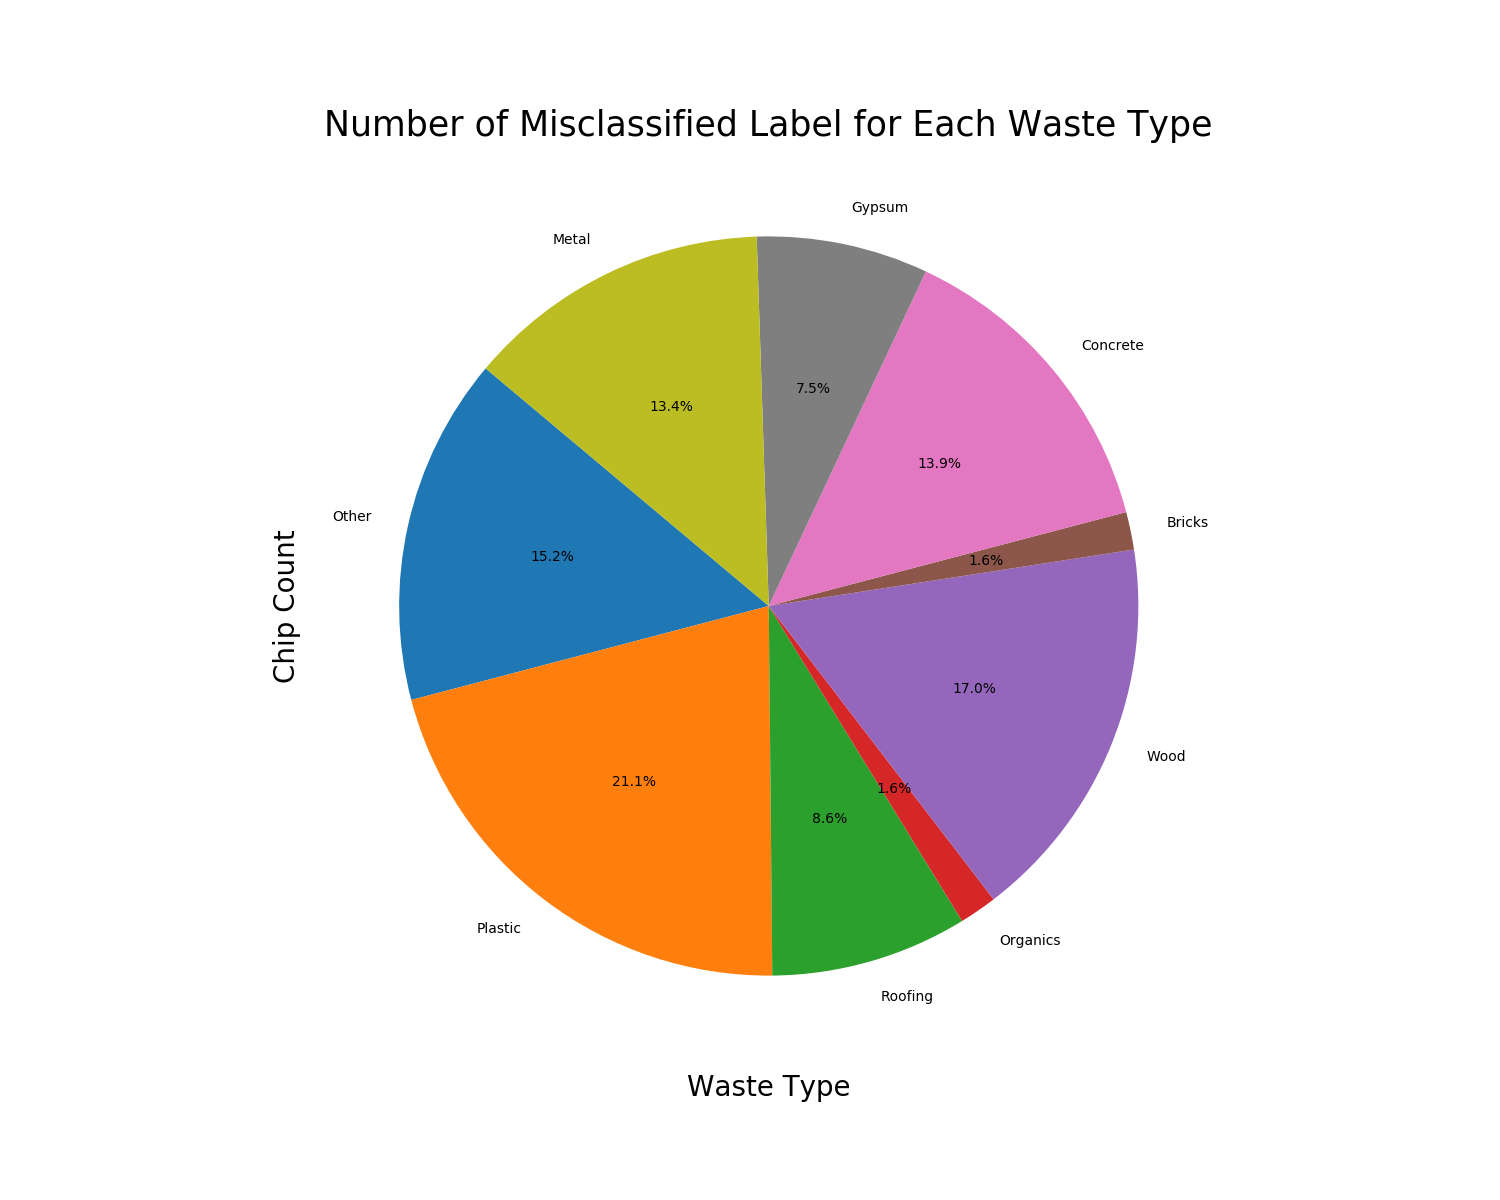 Number of Misclassified Label for Each Waste Type
Gypsum
Metal
Concrete
7.5%
13.4%
13.9%
Other
Bricks
15.2%
1.6%
Chip Count
17.0%
Wood
21.1%
1.6%
8.6%
Plastic
Organics
Roofing
Waste Type